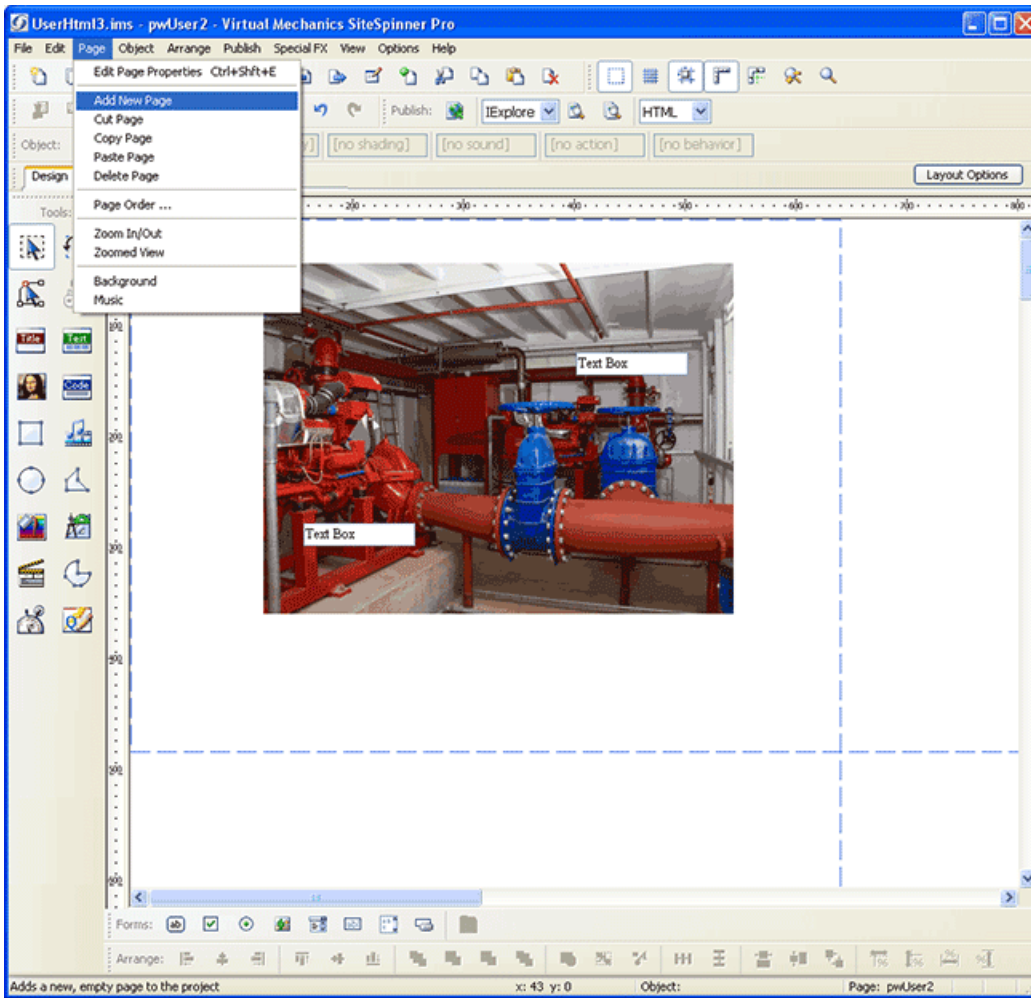 UserHtml3.ims - pwUser2 - Virtual Mechanics SiteSpinner Pro
File Edit Page Object Arrange Publish Special FX View Options Help
Edit Page Properties Ctrl+Shft+E
Add New Page
Cut Page
Copy Page
Paste Page
Delete Page
Page Order ...
Zoom In/Out
Zoomed View
Background
Music
Publish: IExplore HTML
Object: [no shading] [no sound] [no action] [no behavior]
Design Layout Options
Tools:
Title Text
Code
Text Box
Text Box
Forms:
Arrange:
Adds a new, empty page to the project x: 43 y: 0 Object: Page: pwUser2